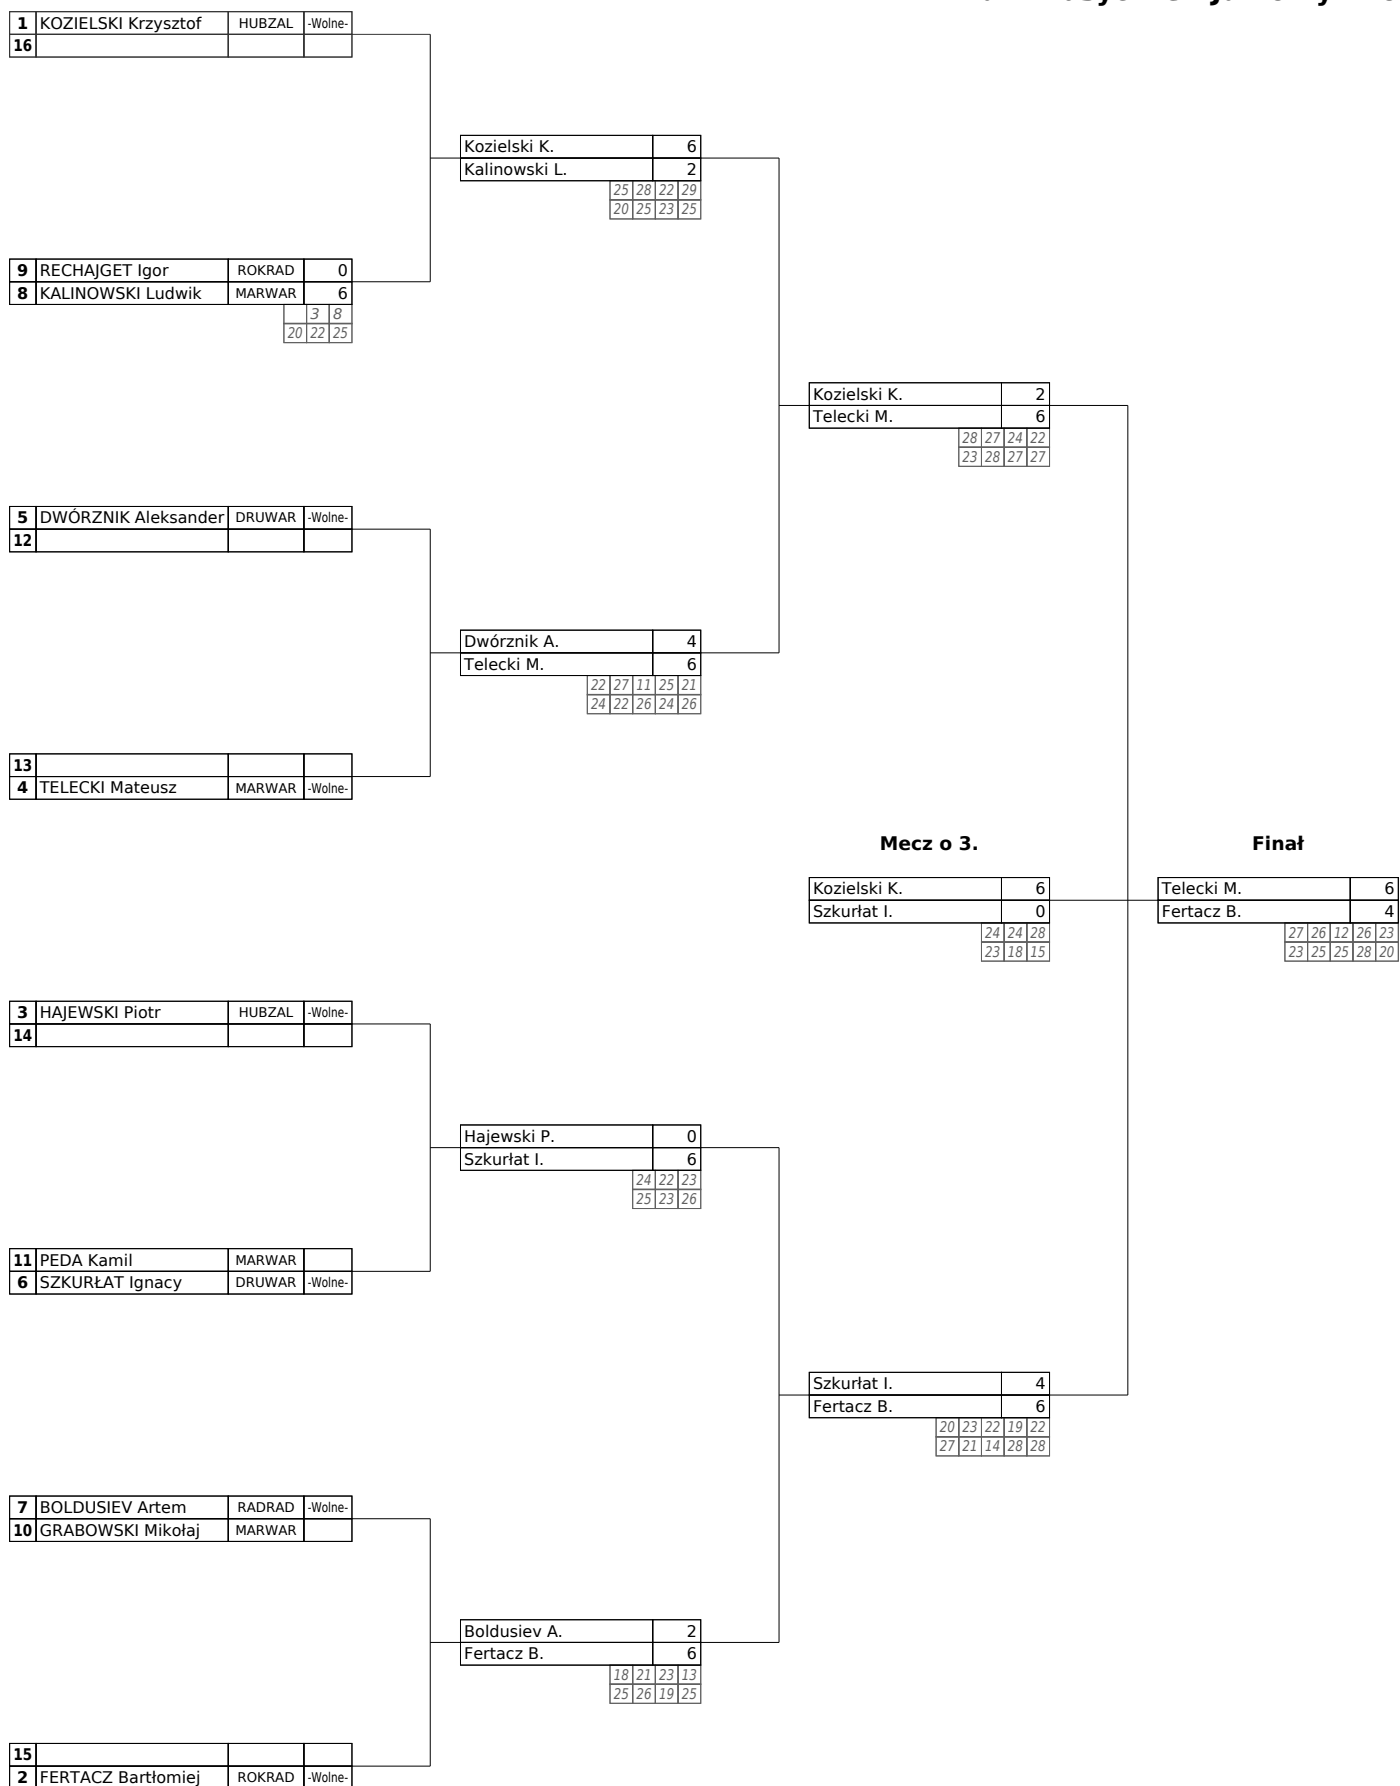 1 KOZIELSKI Krzysztof HUBZAL -Wolne-
16
Kozielski K. 6
Kalinowski L. 2
25 28 22 29
20 25 23 25
9 RECHAJGET Igor ROKRAD 0
8 KALINOWSKI Ludwik MARWAR 6
3 8
20 22 25
Kozielski K. 2
Telecki M. 6
28 27 24 22
23 28 27 27
5 DWÓRZNIK Aleksander DRUWAR -Wolne-
12
Dwórznik A. 4
Telecki M. 6
22 27 11 25 21
24 22 26 24 26
13
4 TELECKI Mateusz MARWAR -Wolne-
Mecz o 3. Finał
Kozielski K. 6 Telecki M. 6
Szkurłat I. 0 Fertacz B. 4
24 24 28 27 26 12 26 23
23 18 15 23 25 25 28 20
3 HAJEWSKI Piotr HUBZAL -Wolne-
14
Hajewski P. 0
Szkurłat I. 6
24 22 23
25 23 26
11 PEDA Kamil MARWAR
6 SZKURŁAT Ignacy DRUWAR -Wolne-
Szkurłat I. 4
Fertacz B. 6
20 23 22 19 22
27 21 14 28 28
7 BOLDUSIEV Artem RADRAD -Wolne-
10 GRABOWSKI Mikołaj MARWAR
Boldusiev A. 2
Fertacz B. 6
18 21 23 13
25 26 19 25
15
2 FERTACZ Bartłomiej ROKRAD -Wolne-